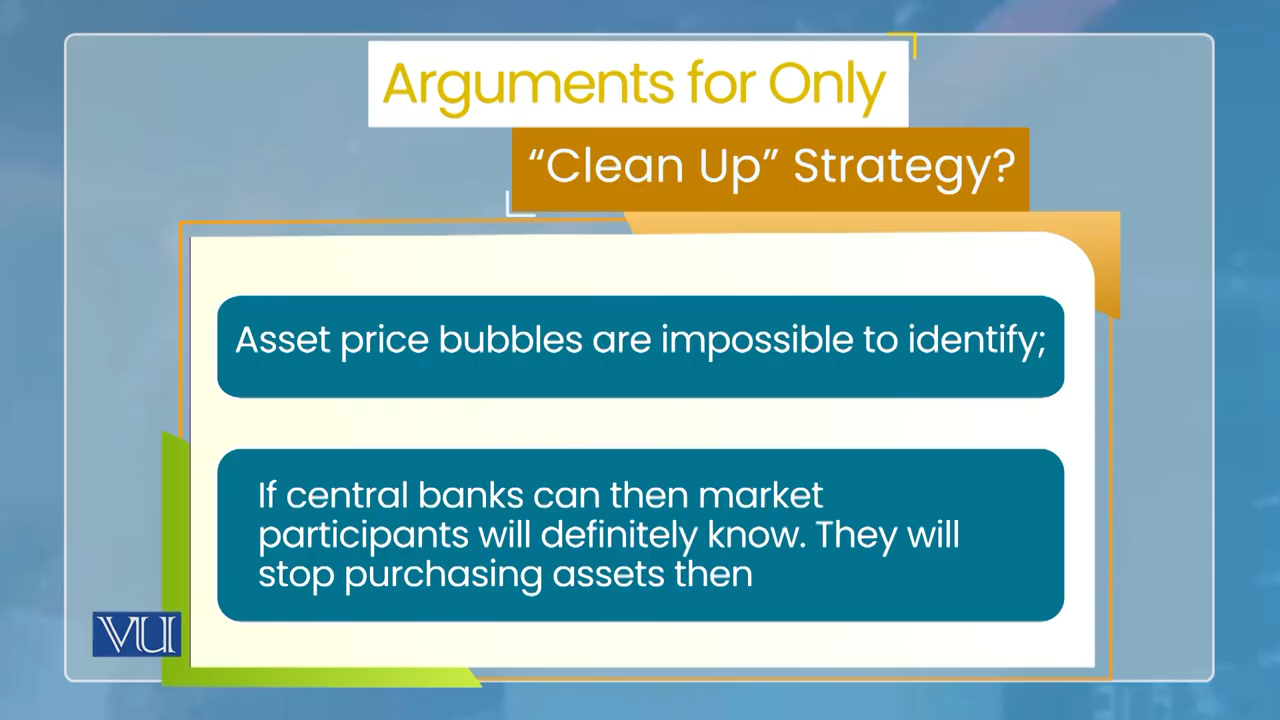 Arguments for Only
“Clean Up” Strategy?
Asset price bubbles are impossible to identify;
If central banks can then market
participants will definitely know. They will
stop purchasing assets then
VU